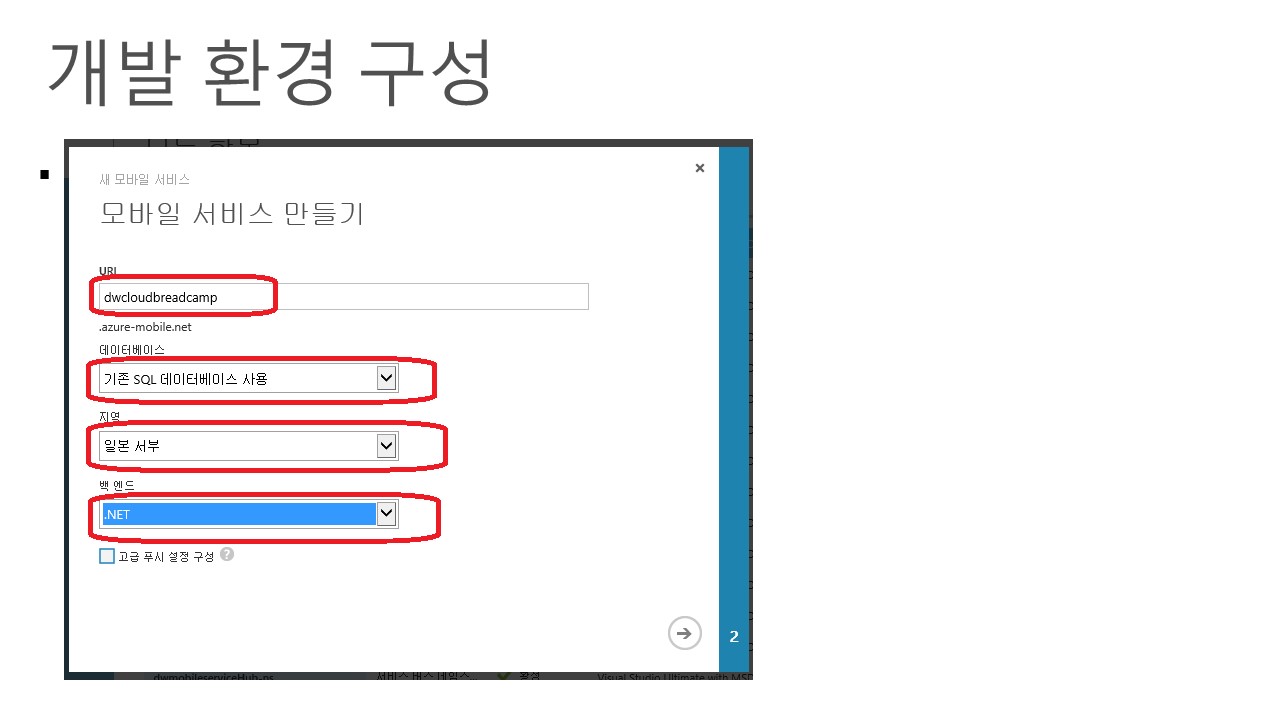 개발 환경 구성
새 모바일 서비스
모바일 서비스 만들기
URL
dwcloudbreadcamp
.azure-mobile.net
데이터베이스
기존 SQL 데이터베이스 사용
지역
일본 서부
백 엔드
.NET
고급 푸시 설정 구성
2
dwmobileserviceHub-ns 서비스 버스 네임스... 활성 Visual Studio Ultimate with MSD